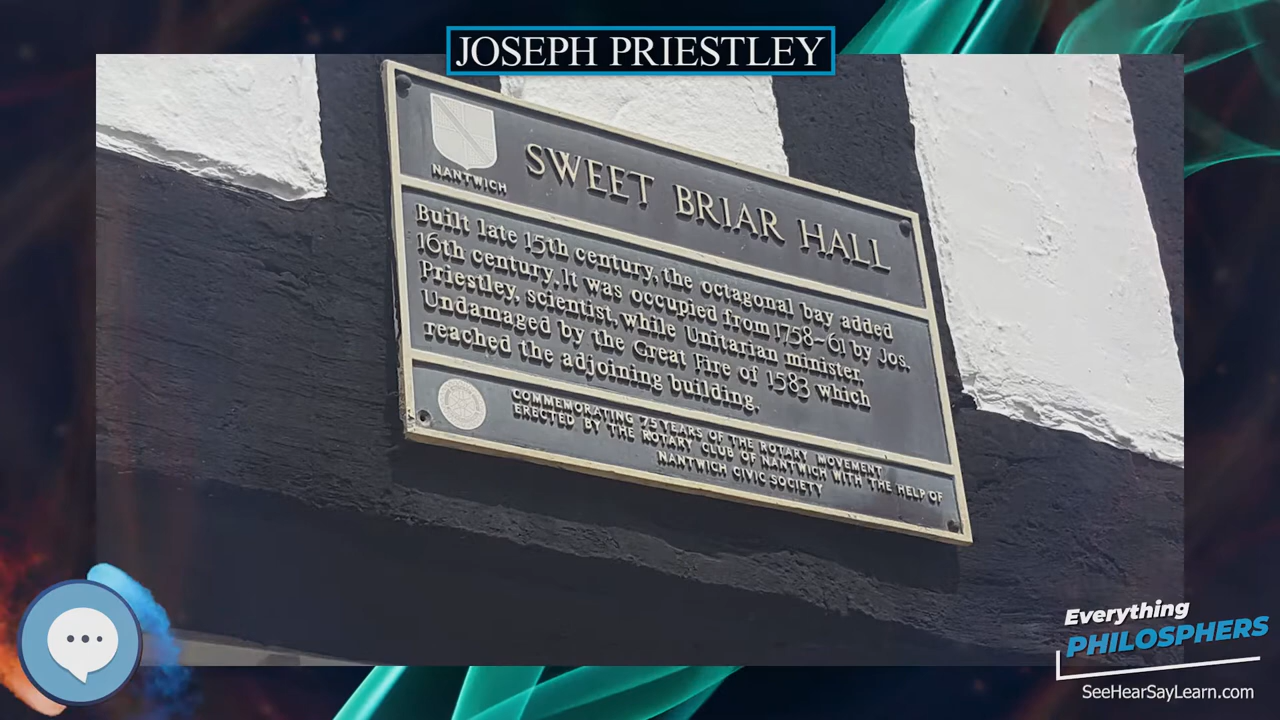 JOSEPH PRIESTLEY
NANTWICH
SWEET BRIAR HALL
Built late 15th century, the octagonal bay added
16th century. It was occupied from 1758~61 by Jos.
Priestley, scientist, while Unitarian minister.
Undamaged by the Great Fire of 1583 which
reached the adjoining building.
COMMEMORATING 75 YEARS OF THE ROTARY MOVEMENT
ERECTED BY THE ROTARY CLUB OF NANTWICH WITH THE HELP OF
NANTWICH CIVIC SOCIETY
Everything
PHILOSPHERS
SeeHearSayLearn.com